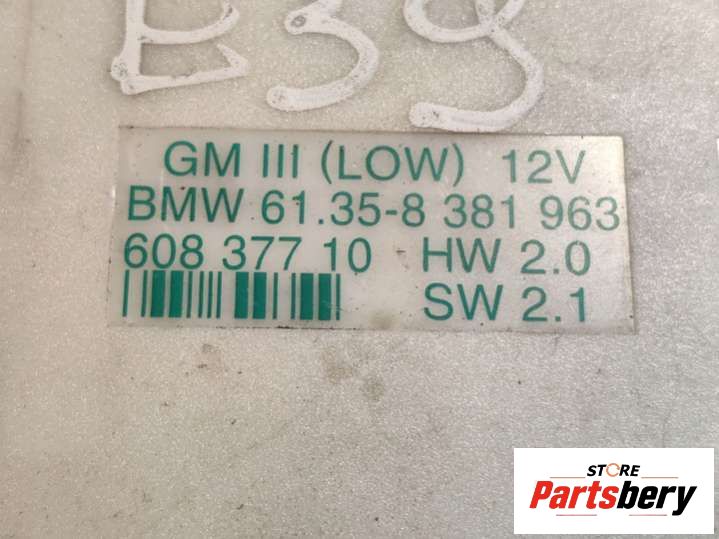 E39
GM III (LOW) 12V
BMW 61.35-8 381 963
608 377 10 HW 2.0
SW 2.1
STORE
Partsbery